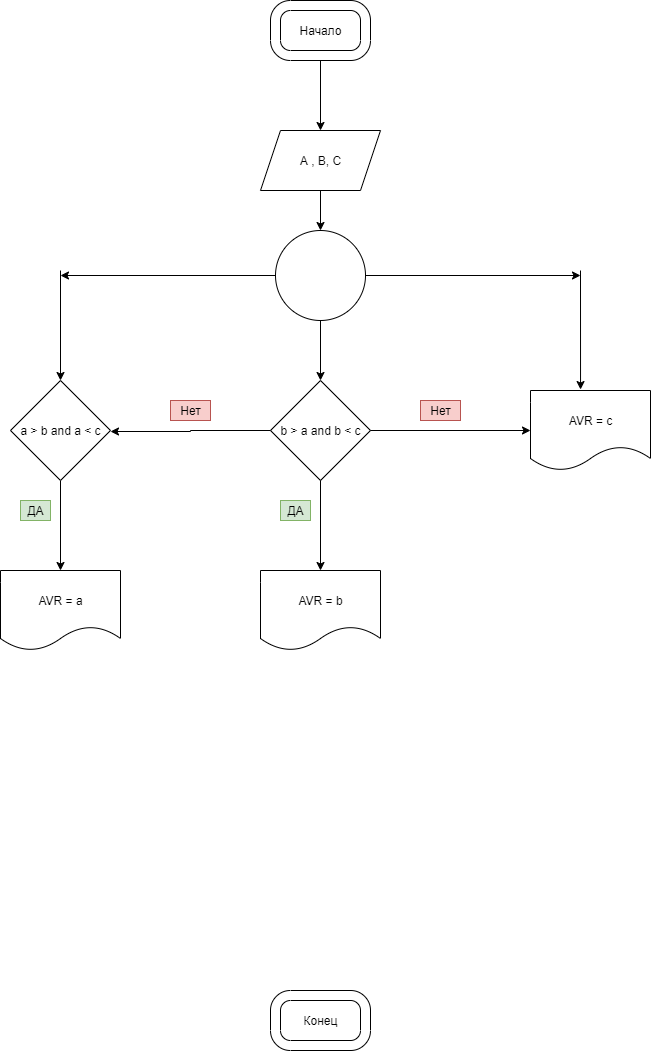 Начало
A , B, C
Нет
Нет
a > b and a < c
b > a and b < c
AVR = c
ДА
ДА
AVR = a
AVR = b
Конец